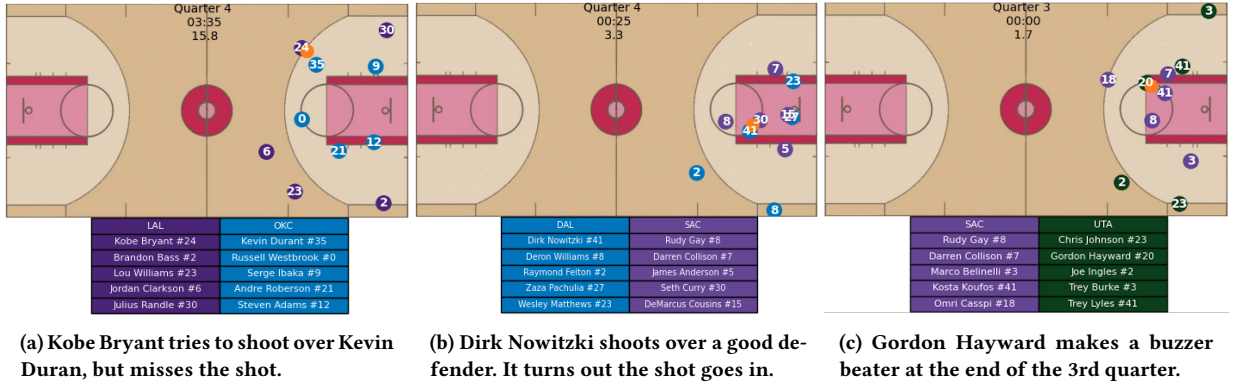 Quarter 4
03:35
15.8
30
24
35
9
0
12
6
21
23
2
LAL OKC
Kobe Bryant #24 Kevin Durant #35
Brandon Bass #2 Russell Westbrook #0
Lou Williams #23 Serge Ibaka #9
Jordan Clarkson #6 Andre Roberson #21
Julius Randle #30 Steven Adams #12
(a) Kobe Bryant tries to shoot over Kevin
Duran, but misses the shot.
Quarter 4
00:25
3.3
7
23
15
27
8
30
41
5
2
8
DAL SAC
Dirk Nowitzki #41 Rudy Gay #8
Deron Williams #8 Darren Collison #7
Raymond Felton #2 James Anderson #5
Zaza Pachulia #27 Seth Curry #30
Wesley Matthews #23 DeMarcus Cousins #15
(b) Dirk Nowitzki shoots over a good de-
fender. It turns out the shot goes in.
Quarter 3
00:00
1.7
3
41
7
18
20
41
8
3
2
23
SAC UTA
Rudy Gay #8 Chris Johnson #23
Darren Collison #7 Gordon Hayward #20
Marco Belinelli #3 Joe Ingles #2
Kosta Koufos #41 Trey Burke #3
Omri Casspi #18 Trey Lyles #41
(c) Gordon Hayward makes a buzzer
beater at the end of the 3rd quarter.